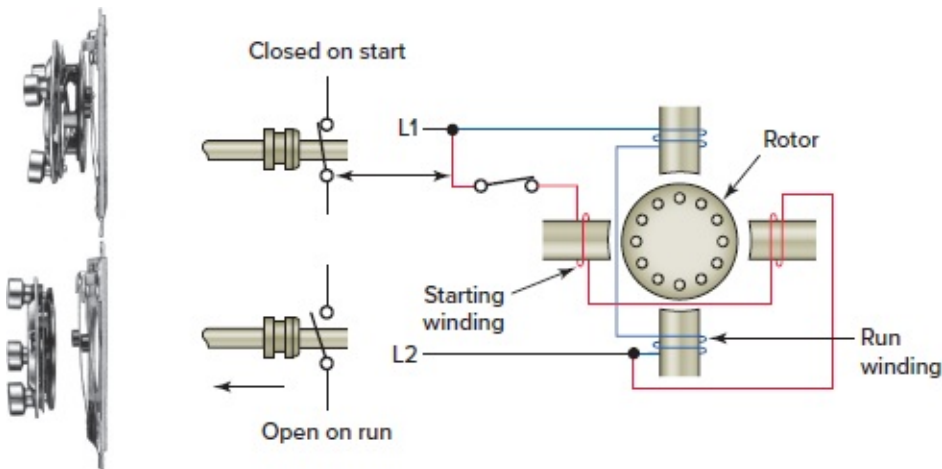 Closed on start
L1
Rotor
Starting
winding
L2
Run
winding
Open on run